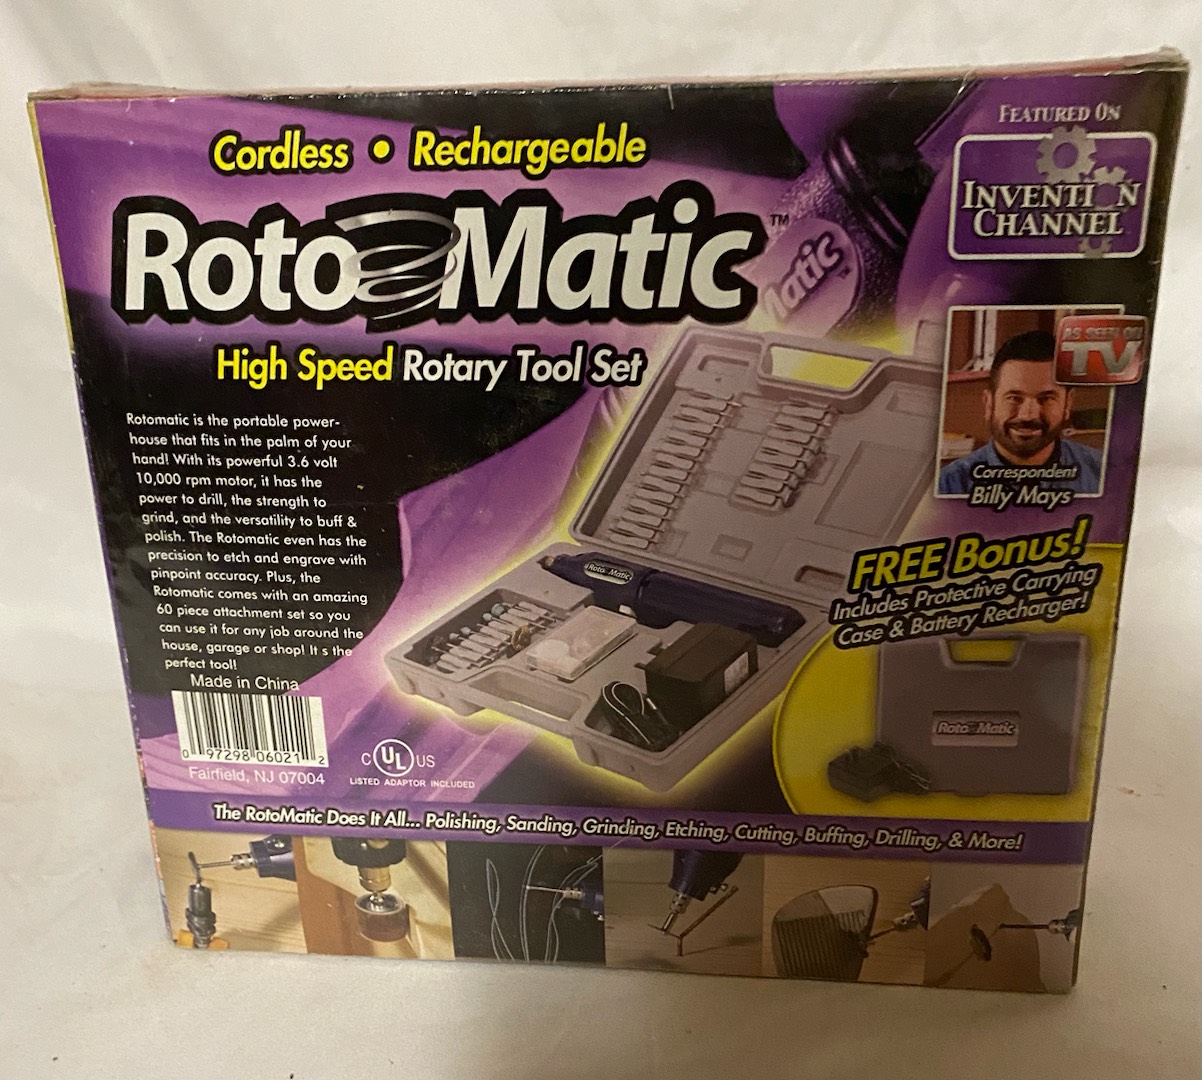 Cordless • Rechargeable
FEATURED ON
INVENTION
CHANNEL
Roto Matic™
Matic
High Speed Rotary Tool Set
AS SEEN ON
TV
Correspondent
Billy Mays
Rotomatic is the portable power-
house that fits in the palm of your
hand! With its powerful 3.6 volt
10,000 rpm motor, it has the
power to drill, the strength to
grind, and the versatility to buff &
polish. The Rotomatic even has the
precision to etch and engrave with
pinpoint accuracy. Plus, the
Rotomatic comes with an amazing
60 piece attachment set so you
can use it for any job around the
house, garage or shop! It s the
perfect tool!
Roto Matic
FREE Bonus!
Includes Protective Carrying
Case & Battery Recharger!
Roto Matic
Made in China
0 97298 06021 2
Fairfield, NJ 07004
C UL US
LISTED ADAPTOR INCLUDED
The RotoMatic Does It All... Polishing, Sanding, Grinding, Etching, Cutting, Buffing, Drilling, & More!